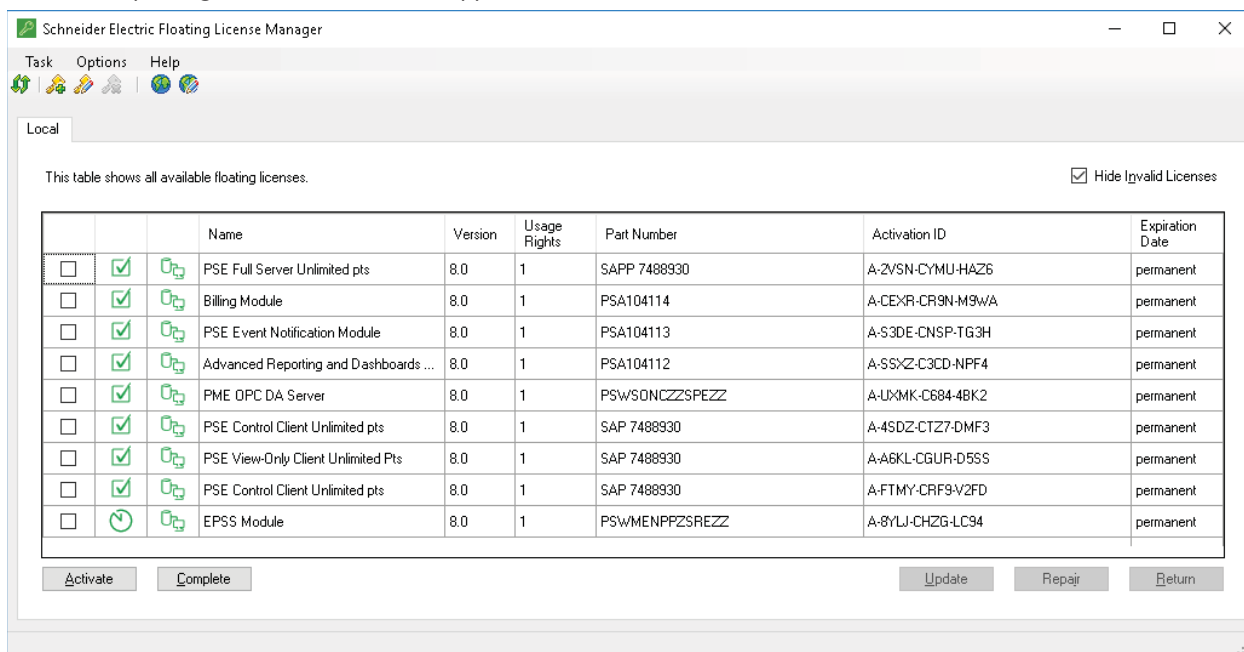 Schneider Electric Floating License Manager
Task Options Help
Local
This table shows all available floating licenses.
Hide Invalid Licenses
Name Version Usage Rights Part Number Activation ID Expiration Date
PSE Full Server Unlimited pts 8.0 1 SAPP 7488930 A-2VSN-CYMU-HAZ6 permanent
Billing Module 8.0 1 PSA104114 A-CEXR-CR9N-M9WA permanent
PSE Event Notification Module 8.0 1 PSA104113 A-S3DE-CNSP-TG3H permanent
Advanced Reporting and Dashboards ... 8.0 1 PSA104112 A-SSXZ-C3CD-NPF4 permanent
PME OPC DA Server 8.0 1 PSWSONCZZSPEZZ A-UXMK-C684-4BK2 permanent
PSE Control Client Unlimited pts 8.0 1 SAP 7488930 A-4SDZ-CTZ7-DMF3 permanent
PSE View-Only Client Unlimited Pts 8.0 1 SAP 7488930 A-A6KL-CGUR-D5SS permanent
PSE Control Client Unlimited pts 8.0 1 SAP 7488930 A-FTMY-CRF9-V2FD permanent
EPSS Module 8.0 1 PSWMENPPZSREZZ A-8YLJ-CHZG-LC94 permanent
Activate Complete Update Repair Return